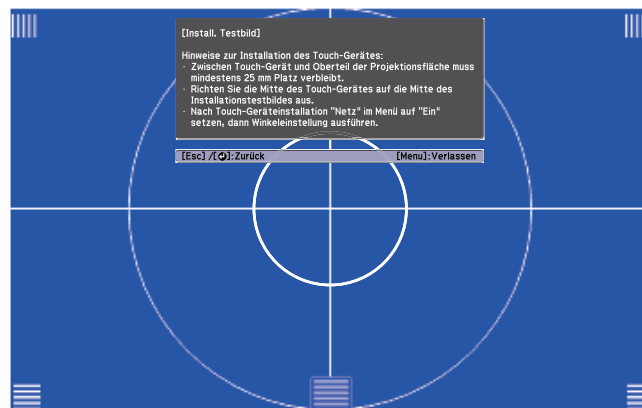 [Install. Testbild]
Hinweise zur Installation des Touch-Gerätes:
· Zwischen Touch-Gerät und Oberteil der Projektionsfläche muss
mindestens 25 mm Platz verbleibt.
· Richten Sie die Mitte des Touch-Gerätes auf die Mitte des
Installationstestbildes aus.
· Nach Touch-Geräteinstallation "Netz" im Menü auf "Ein"
setzen, dann Winkeleinstellung ausführen.
[Esc] /[⮐]:Zurück [Menu]:Verlassen